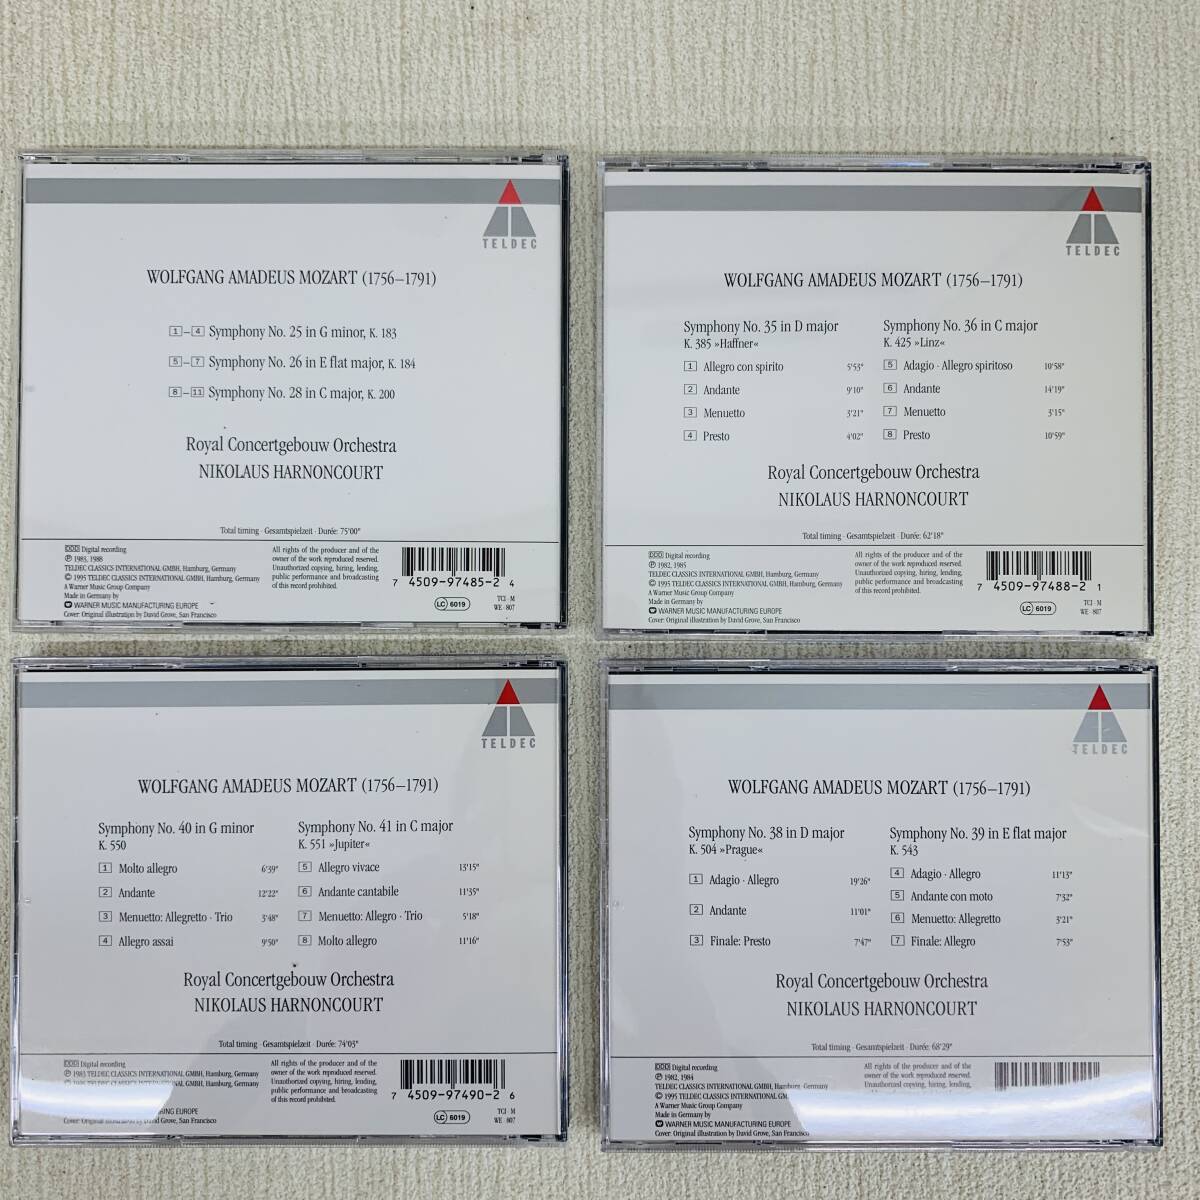 TELDEC
WOLFGANG AMADEUS MOZART (1756–1791)
1–4 Symphony No. 25 in G minor, K. 183
5–7 Symphony No. 26 in E flat major, K. 184
8–11 Symphony No. 28 in C major, K. 200
Royal Concertgebouw Orchestra
NIKOLAUS HARNONCOURT
Total timing · Gesamtspielzeit · Durée: 75'00"
DDD Digital recording
℗ 1983, 1988
TELDEC CLASSICS INTERNATIONAL GMBH, Hamburg, Germany
© 1995 TELDEC CLASSICS INTERNATIONAL GMBH, Hamburg, Germany
A Warner Music Group Company
Made in Germany by
WARNER MUSIC MANUFACTURING EUROPE
Cover: Original illustration by David Grove, San Francisco
All rights of the producer and of the
owner of the work reproduced reserved.
Unauthorized copying, hiring, lending,
public performance and broadcasting
of this record prohibited.
7 45099-97485-2 4
LC 6019
TCI · M
WE · 807
TELDEC
WOLFGANG AMADEUS MOZART (1756–1791)
Symphony No. 35 in D major
K. 385 »Haffner«
1 Allegro con spirito 5'53"
2 Andante 9'10"
3 Menuetto 3'21"
4 Presto 4'02"
Symphony No. 36 in C major
K. 425 »Linz«
5 Adagio · Allegro spiritoso 10'58"
6 Andante 14'19"
7 Menuetto 3'15"
8 Presto 10'59"
Royal Concertgebouw Orchestra
NIKOLAUS HARNONCOURT
Total timing · Gesamtspielzeit · Durée: 62'18"
DDD Digital recording
℗ 1982, 1985
TELDEC CLASSICS INTERNATIONAL GMBH, Hamburg, Germany
© 1995 TELDEC CLASSICS INTERNATIONAL GMBH, Hamburg, Germany
A Warner Music Group Company
Made in Germany by
WARNER MUSIC MANUFACTURING EUROPE
Cover: Original illustration by David Grove, San Francisco
All rights of the producer and of the
owner of the work reproduced reserved.
Unauthorized copying, hiring, lending,
public performance and broadcasting
of this record prohibited.
7 45099-97488-2 1
LC 6019
TCI · M
WE · 807
TELDEC
WOLFGANG AMADEUS MOZART (1756–1791)
Symphony No. 40 in G minor
K. 550
1 Molto allegro 6'39"
2 Andante 12'22"
3 Menuetto: Allegretto · Trio 3'48"
4 Allegro assai 9'50"
Symphony No. 41 in C major
K. 551 »Jupiter«
5 Allegro vivace 13'15"
6 Andante cantabile 11'35"
7 Menuetto: Allegro · Trio 5'18"
8 Molto allegro 11'16"
Royal Concertgebouw Orchestra
NIKOLAUS HARNONCOURT
Total timing · Gesamtspielzeit · Durée: 74'03"
DDD Digital recording
℗ 1983 TELDEC CLASSICS INTERNATIONAL GMBH, Hamburg, Germany
TELDEC CLASSICS INTERNATIONAL GMBH, Hamburg, Germany
EUROPE
David Grove, San Francisco
All rights of the producer and of the
owner of the work reproduced reserved.
Unauthorized copying, hiring, lending,
public performance and broadcasting
of this record prohibited.
7 45099-97490-2 6
LC 6019
TCI · M
WE · 807
TELDEC
WOLFGANG AMADEUS MOZART (1756–1791)
Symphony No. 38 in D major
K. 504 »Prague«
1 Adagio · Allegro 19'26"
2 Andante 11'01"
3 Finale: Presto 7'47"
Symphony No. 39 in E flat major
K. 543
4 Adagio · Allegro 11'13"
5 Andante con moto 7'32"
6 Menuetto: Allegretto 3'21"
7 Finale: Allegro 7'53"
Royal Concertgebouw Orchestra
NIKOLAUS HARNONCOURT
Total timing · Gesamtspielzeit · Durée: 68'29"
DDD Digital recording
℗ 1982, 1984
TELDEC CLASSICS INTERNATIONAL GMBH, Hamburg, Germany
© 1995 TELDEC CLASSICS INTERNATIONAL GMBH
A Warner Music Group Company
Made in Germany by
WARNER MUSIC MANUFACTURING EUROPE
Cover: Original illustration by David Grove, San Francisco
All rights of the producer and of the
owner of the work reproduced reserved.
Unauthorized copying, hiring, lending,